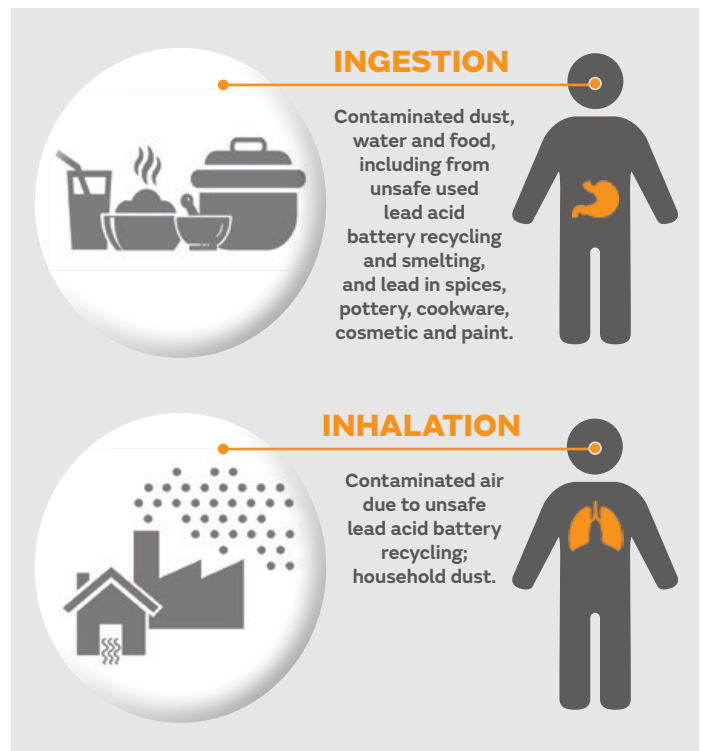 INGESTION
Contaminated dust,
water and food,
including from
unsafe used
lead acid
battery recycling
and smelting,
and lead in spices,
pottery, cookware,
cosmetic and paint.
INHALATION
Contaminated air
due to unsafe
lead acid battery
recycling;
household dust.